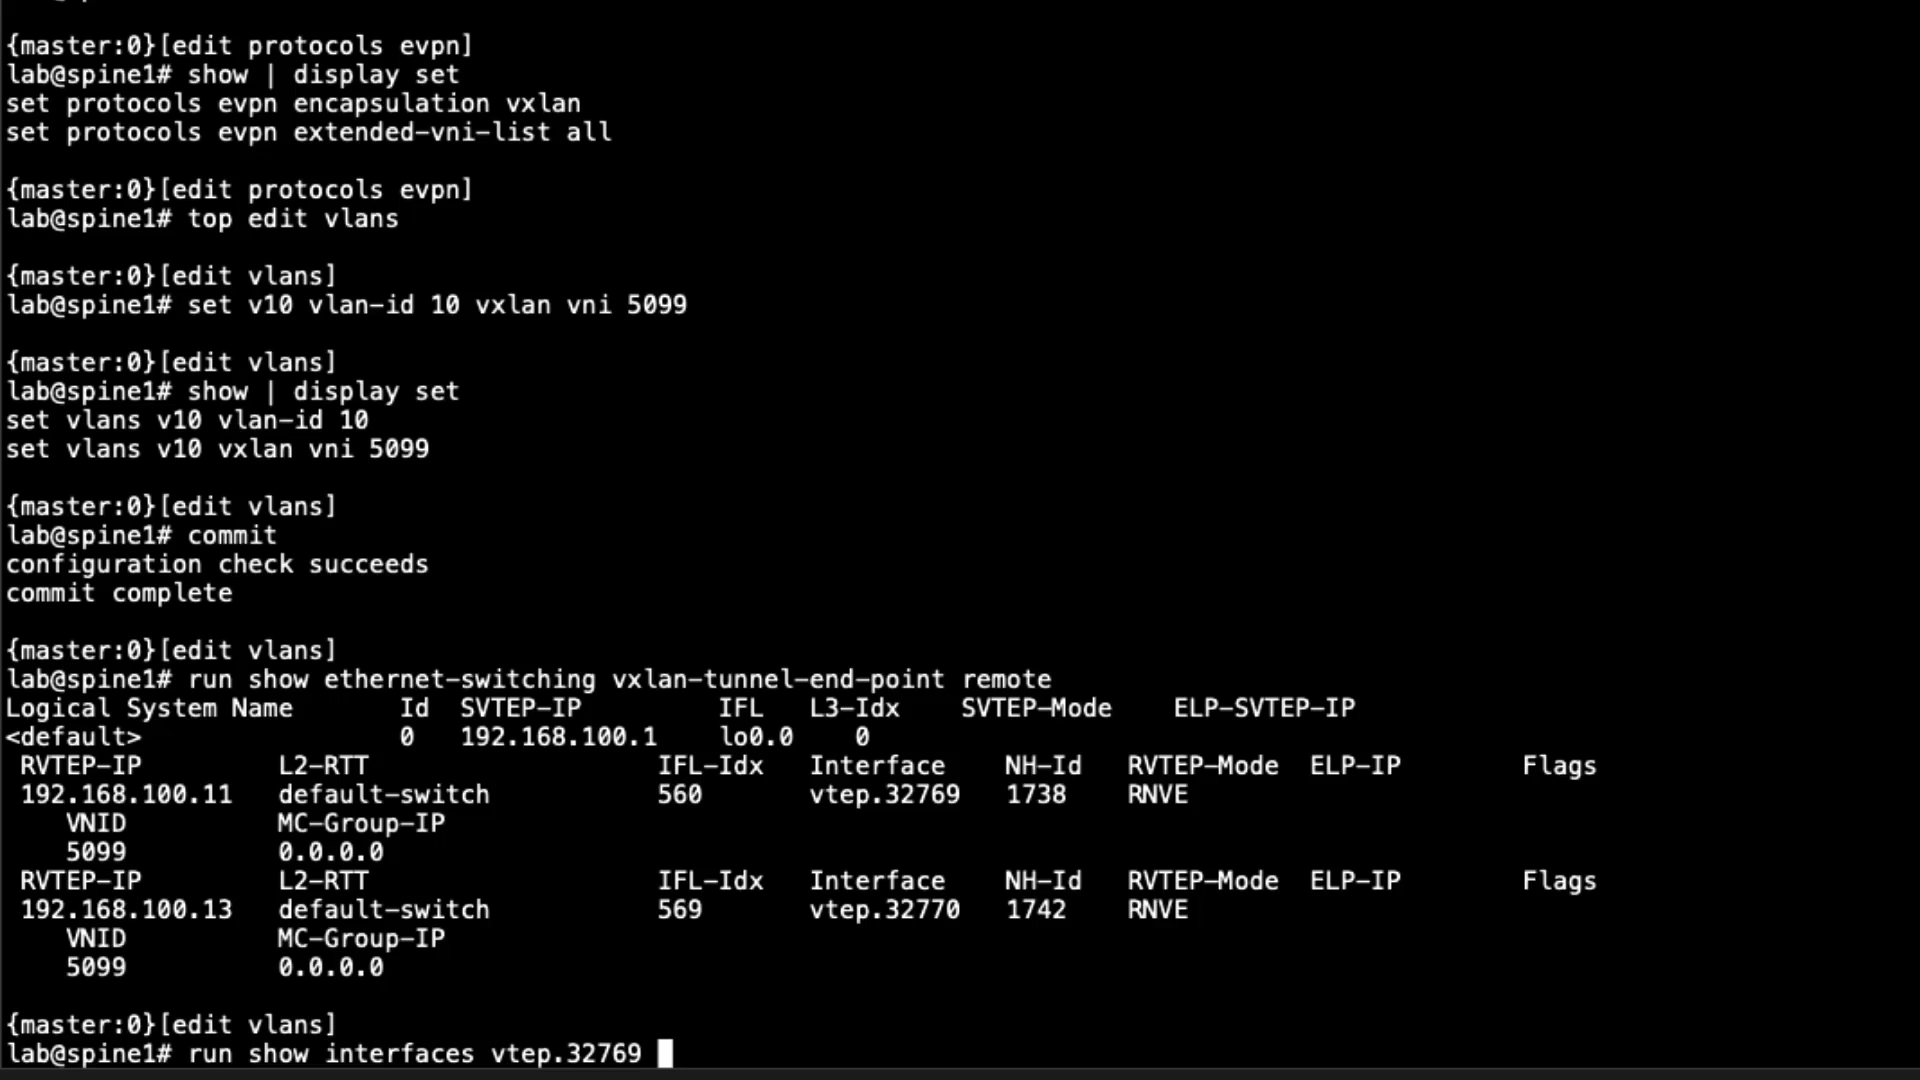 {master:0}[edit protocols evpn]
lab@spine1# show | display set
set protocols evpn encapsulation vxlan
set protocols evpn extended-vni-list all
{master:0}[edit protocols evpn]
lab@spine1# top edit vlans
{master:0}[edit vlans]
lab@spine1# set v10 vlan-id 10 vxlan vni 5099
{master:0}[edit vlans]
lab@spine1# show | display set
set vlans v10 vlan-id 10
set vlans v10 vxlan vni 5099
{master:0}[edit vlans]
lab@spine1# commit
configuration check succeeds
commit complete
{master:0}[edit vlans]
lab@spine1# run show ethernet-switching vxlan-tunnel-end-point remote
Logical System Name       Id  SVTEP-IP         IFL   L3-Idx    SVTEP-Mode    ELP-SVTEP-IP
<default>                 0   192.168.100.1    lo0.0    0
 RVTEP-IP         L2-RTT                   IFL-Idx   Interface    NH-Id   RVTEP-Mode  ELP-IP        Flags
 192.168.100.11   default-switch           560       vtep.32769   1738    RNVE
    VNID          MC-Group-IP
    5099          0.0.0.0
 RVTEP-IP         L2-RTT                   IFL-Idx   Interface    NH-Id   RVTEP-Mode  ELP-IP        Flags
 192.168.100.13   default-switch           569       vtep.32770   1742    RNVE
    VNID          MC-Group-IP
    5099          0.0.0.0
{master:0}[edit vlans]
lab@spine1# run show interfaces vtep.32769